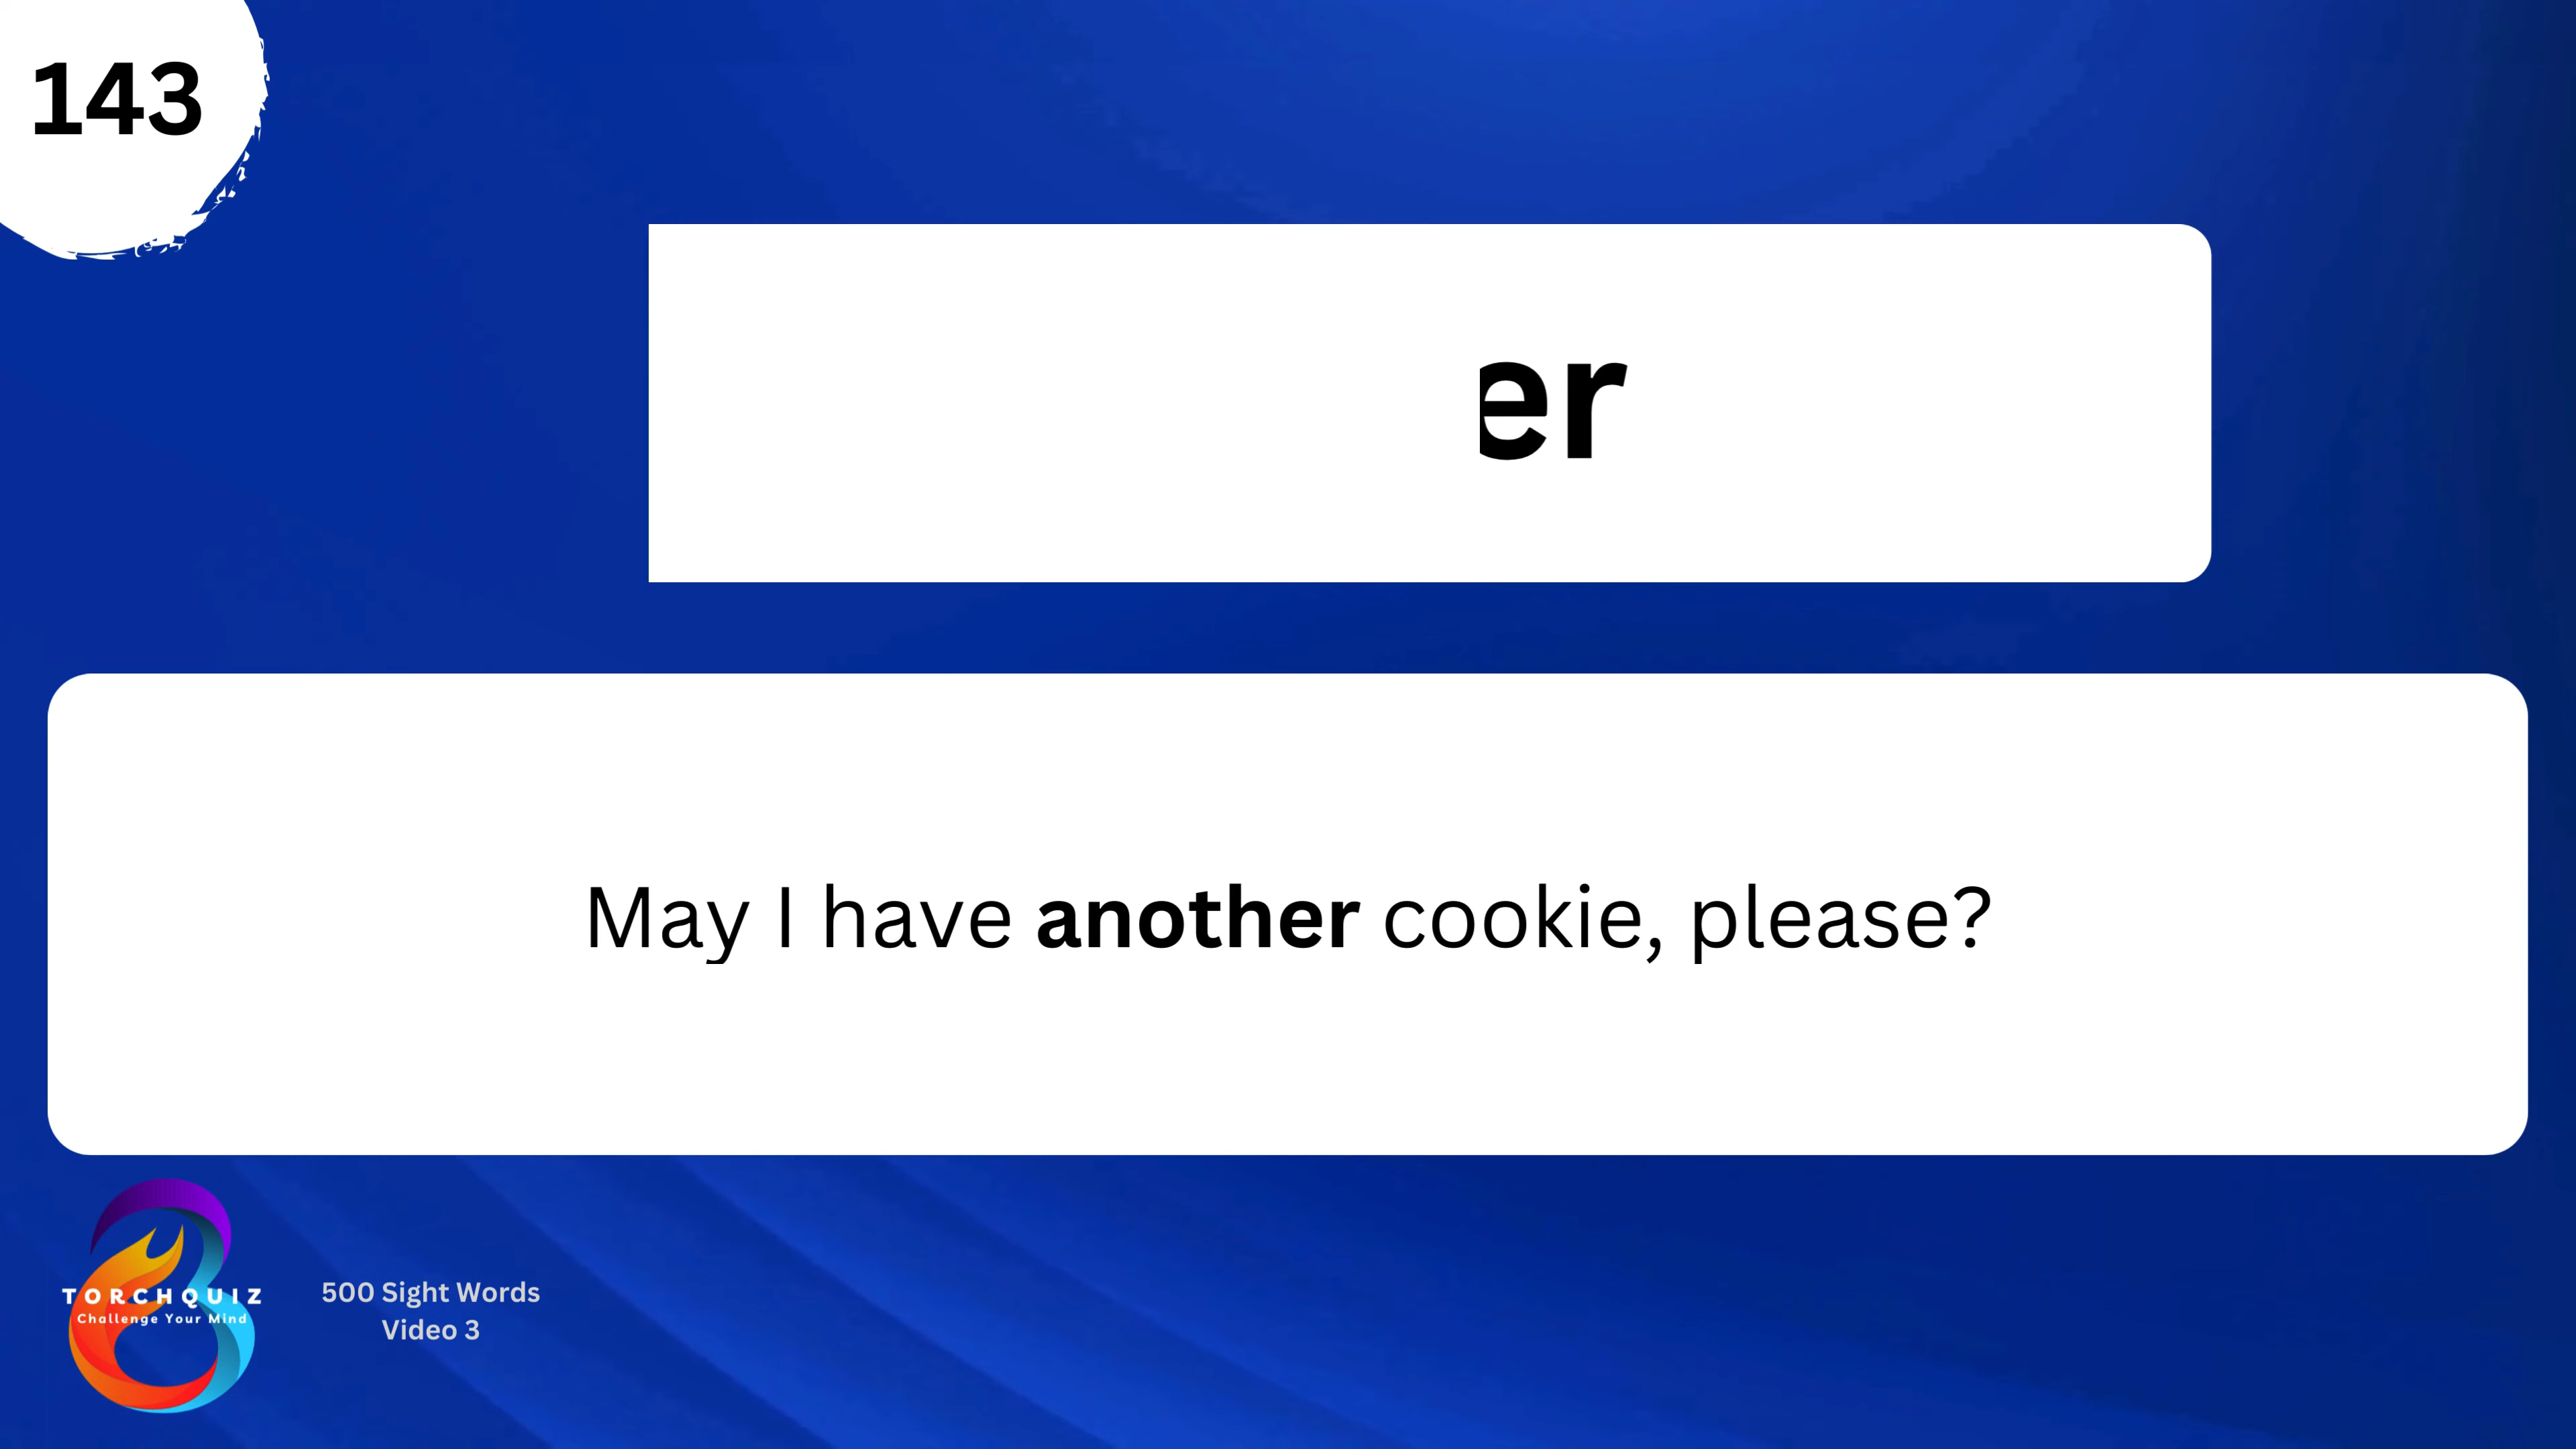 143
er
May I have another cookie, please?
TORCHQUIZ
Challenge Your Mind
500 Sight Words
Video 3